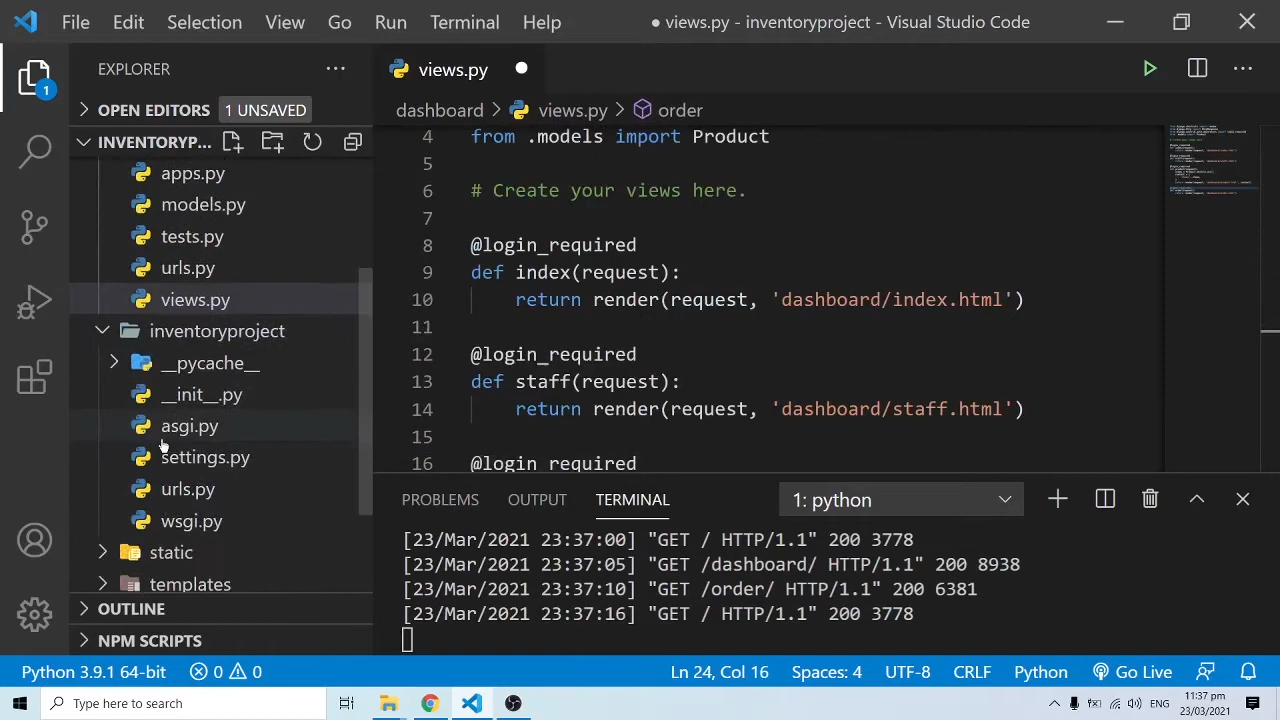 File Edit Selection View Go Run Terminal Help ● views.py - inventoryproject - Visual Studio Code
EXPLORER
1
OPEN EDITORS 1 UNSAVED
INVENTORYP...
apps.py
models.py
tests.py
urls.py
views.py
inventoryproject
__pycache__
__init__.py
asgi.py
settings.py
urls.py
wsgi.py
static
templates
OUTLINE
NPM SCRIPTS
views.py
dashboard > views.py > order
4 from .models import Product
5
6 # Create your views here.
7
8 @login_required
9 def index(request):
10 return render(request, 'dashboard/index.html')
11
12 @login_required
13 def staff(request):
14 return render(request, 'dashboard/staff.html')
15
16 @login_required
PROBLEMS OUTPUT TERMINAL 1: python
[23/Mar/2021 23:37:00] "GET / HTTP/1.1" 200 3778
[23/Mar/2021 23:37:05] "GET /dashboard/ HTTP/1.1" 200 8938
[23/Mar/2021 23:37:10] "GET /order/ HTTP/1.1" 200 6381
[23/Mar/2021 23:37:16] "GET / HTTP/1.1" 200 3778
Python 3.9.1 64-bit 0 0 Ln 24, Col 16 Spaces: 4 UTF-8 CRLF Python Go Live
Type here to search
ENG
11:37 pm
23/03/2021